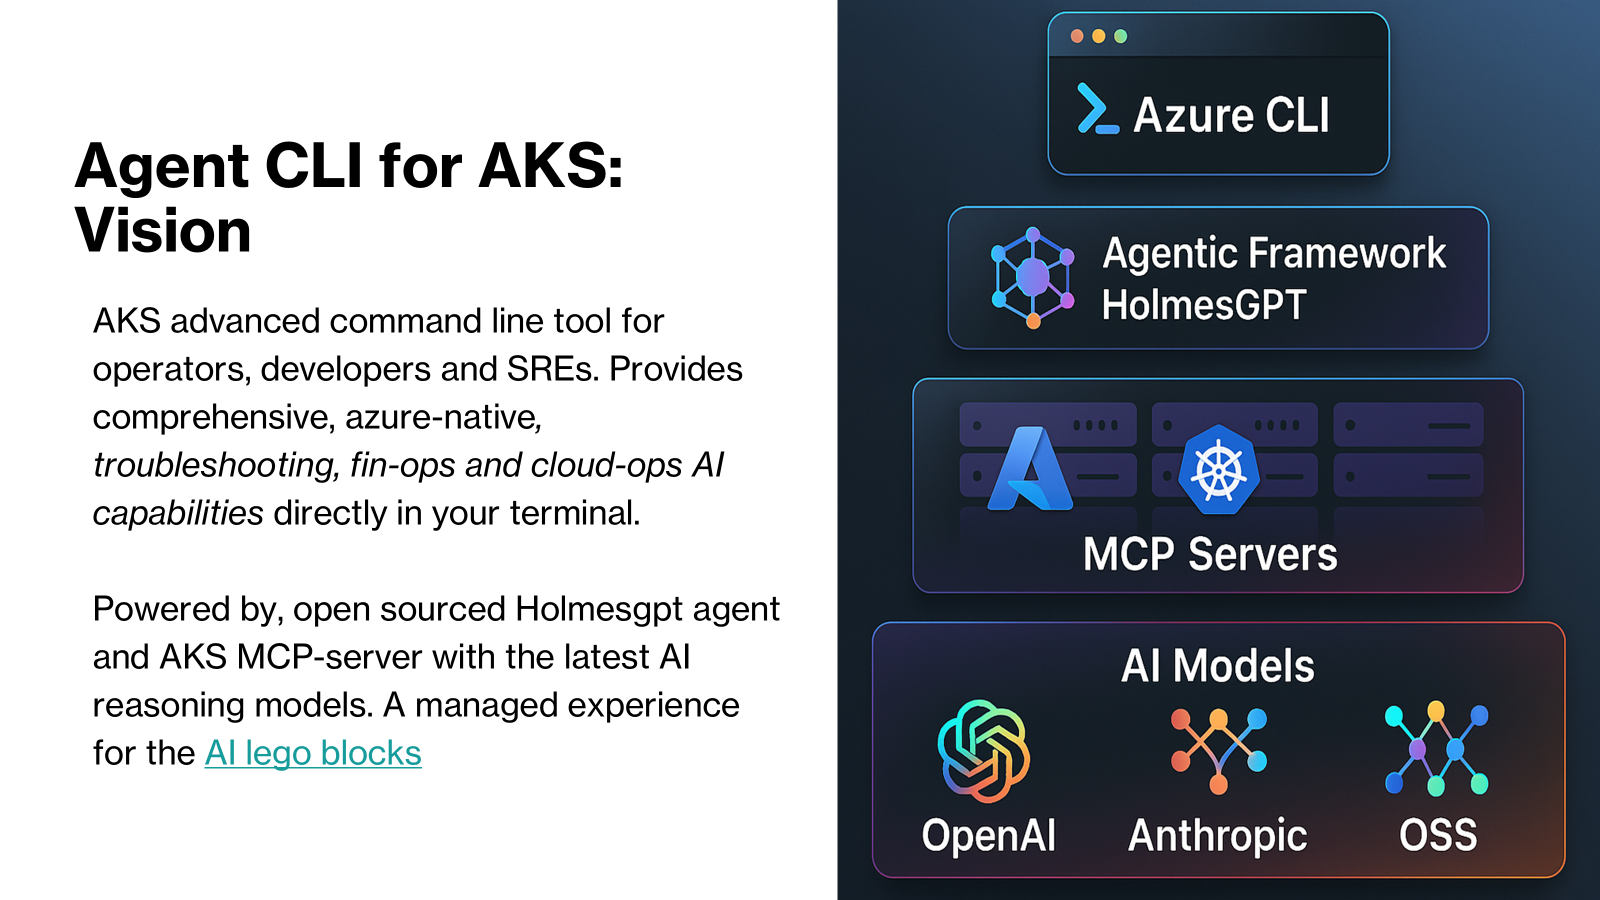 Agent CLI for AKS:
Vision
AKS advanced command line tool for
operators, developers and SREs. Provides
comprehensive, azure-native,
troubleshooting, fin-ops and cloud-ops AI
capabilities directly in your terminal.
Powered by, open sourced Holmesgpt agent
and AKS MCP-server with the latest AI
reasoning models. A managed experience
for the AI lego blocks
Azure CLI
Agentic Framework
HolmesGPT
MCP Servers
AI Models
OpenAI
Anthropic
OSS